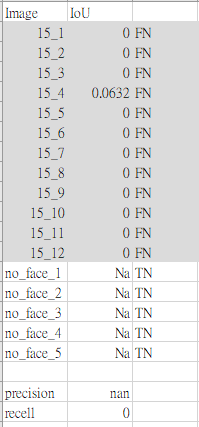 Image IoU
15_1 0 FN
15_2 0 FN
15_3 0 FN
15_4 0.0632 FN
15_5 0 FN
15_6 0 FN
15_7 0 FN
15_8 0 FN
15_9 0 FN
15_10 0 FN
15_11 0 FN
15_12 0 FN
no_face_1 Na TN
no_face_2 Na TN
no_face_3 Na TN
no_face_4 Na TN
no_face_5 Na TN
precision nan
recell 0